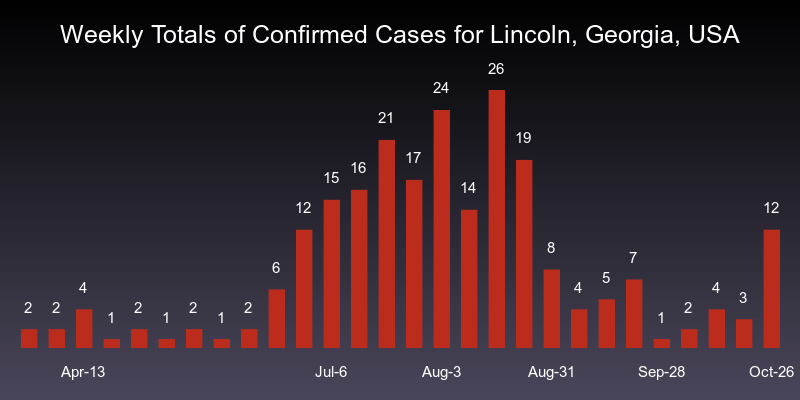 Weekly Totals of Confirmed Cases for Lincoln, Georgia, USA
2 2 4 1 2 1 2 1 2 6 12 15 16 21 17 24 14 26 19 8 4 5 7 1 2 4 3 12
Apr-13 Jul-6 Aug-3 Aug-31 Sep-28 Oct-26